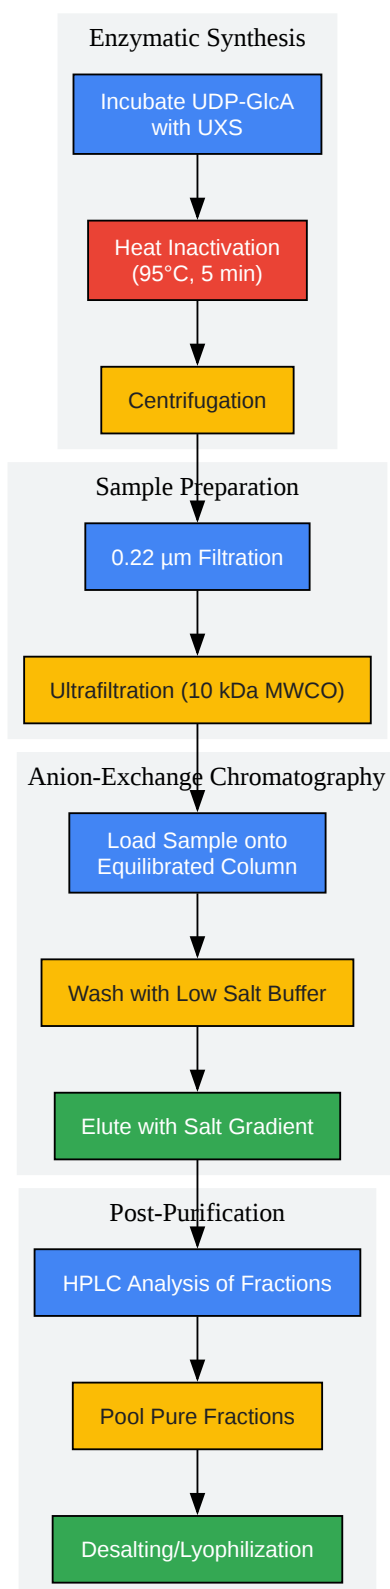 Enzymatic Synthesis
Incubate UDP-GlcA
with UXS
Heat Inactivation
(95°C, 5 min)
Centrifugation
Sample Preparation
0.22 µm Filtration
Ultrafiltration (10 kDa MWCO)
Anion-Exchange Chromatography
Load Sample onto
Equilibrated Column
Wash with Low Salt Buffer
Elute with Salt Gradient
Post-Purification
HPLC Analysis of Fractions
Pool Pure Fractions
Desalting/Lyophilization